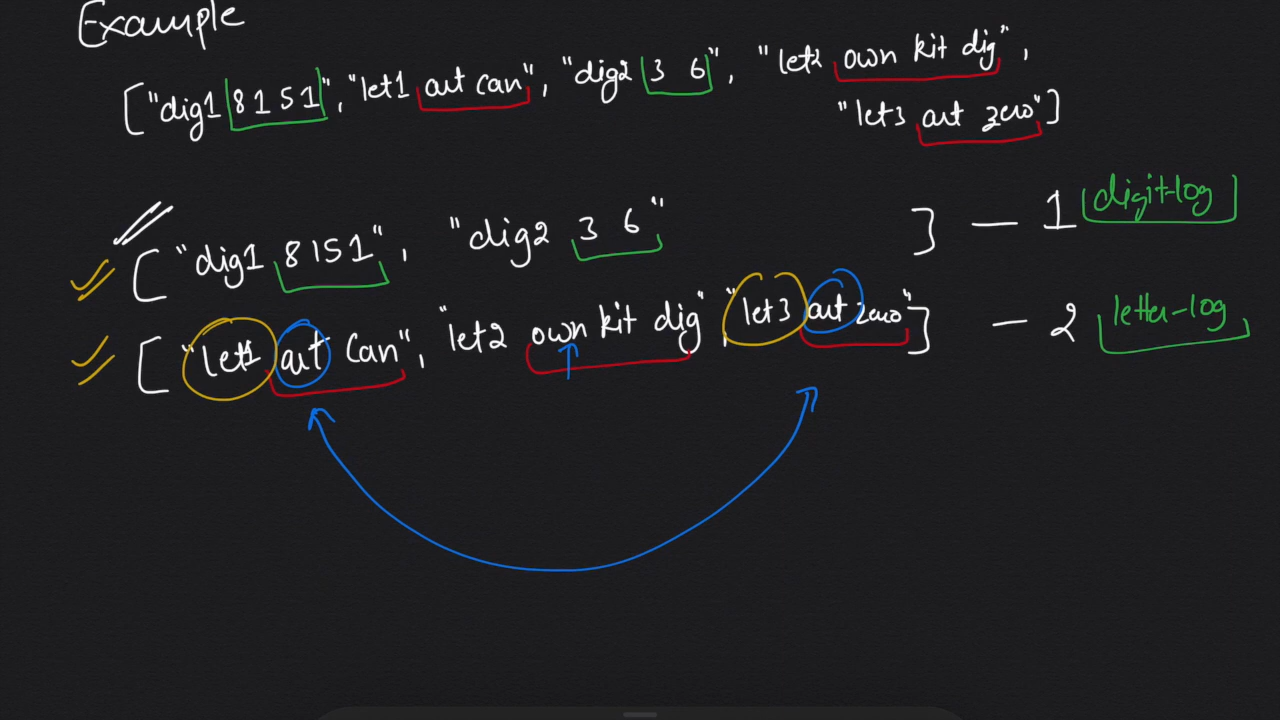 Example
["dig1 8 1 5 1", "let1 art can", "dig2 3 6", "let2 own kit dig",
"let3 art zero"]
["dig1 8 1 5 1", "dig2 3 6" ] — 1 digit-log
["let1 art can", "let2 own kit dig", "let3 art zero"] — 2 letter-log